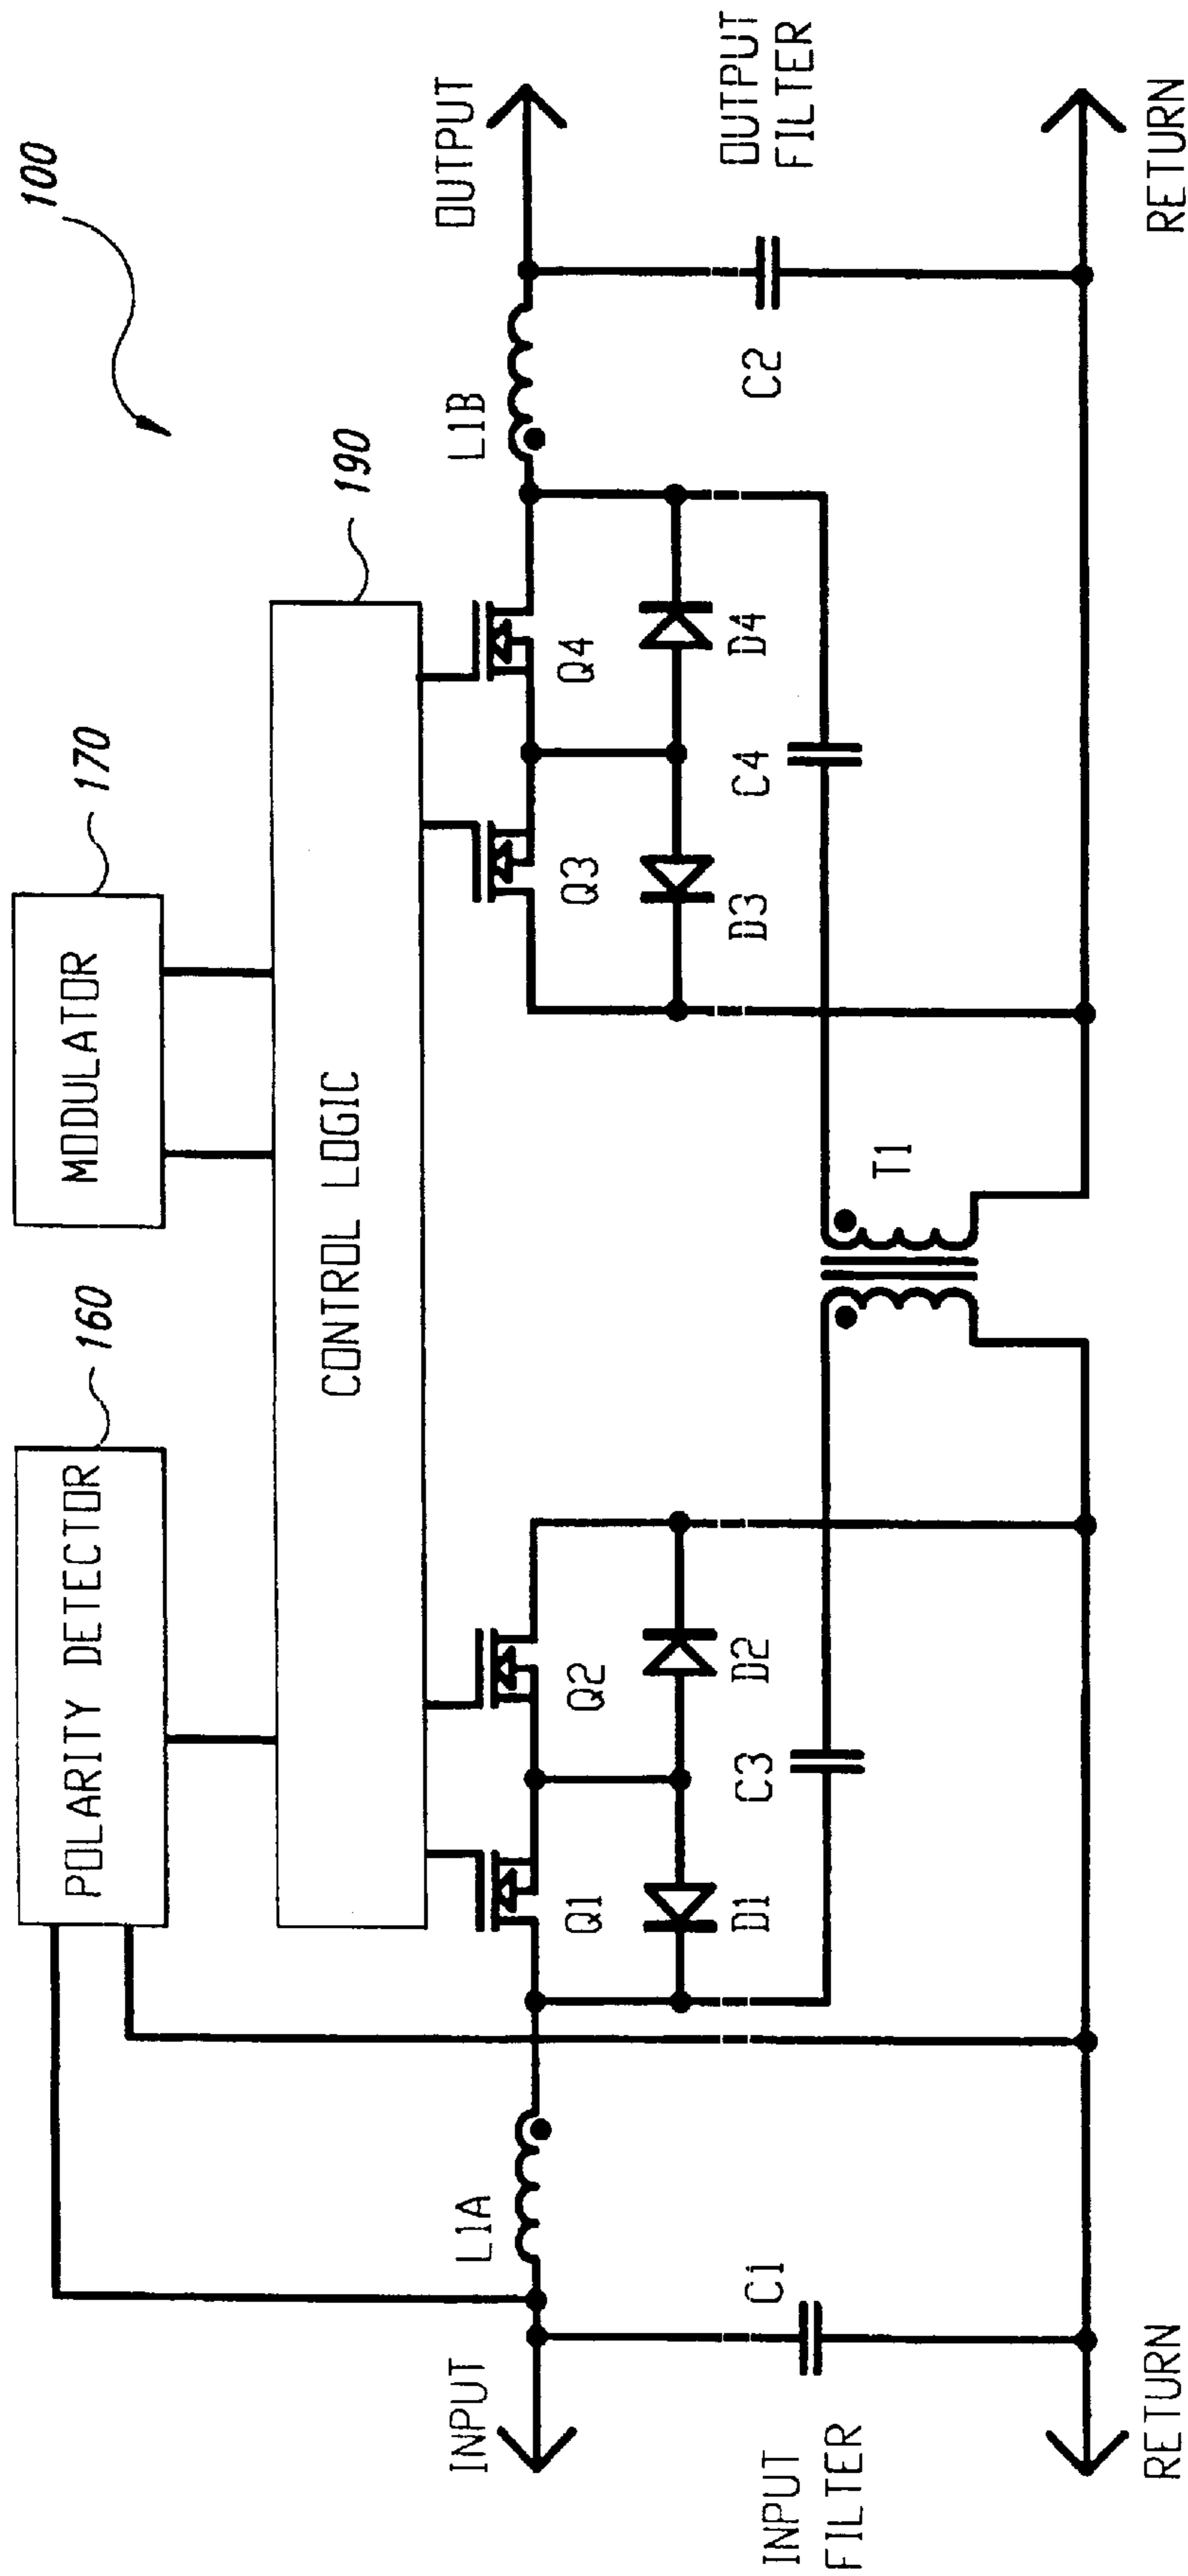 100
POLARITY DETECTOR
160
MODULATOR
170
CONTROL LOGIC
190
INPUT
L1A
Q1
Q2
Q3
Q4
L1B
OUTPUT
D1
D2
D3
D4
C1
C3
C4
C2
T1
INPUT
FILTER
OUTPUT
FILTER
RETURN
RETURN